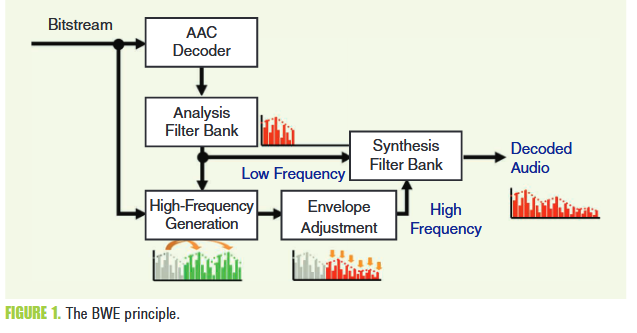 Bitstream
AAC
Decoder
Analysis
Filter Bank
Synthesis
Filter Bank
Decoded
Audio
Low Frequency
High-Frequency
Generation
Envelope
Adjustment
High
Frequency
FIGURE 1. The BWE principle.